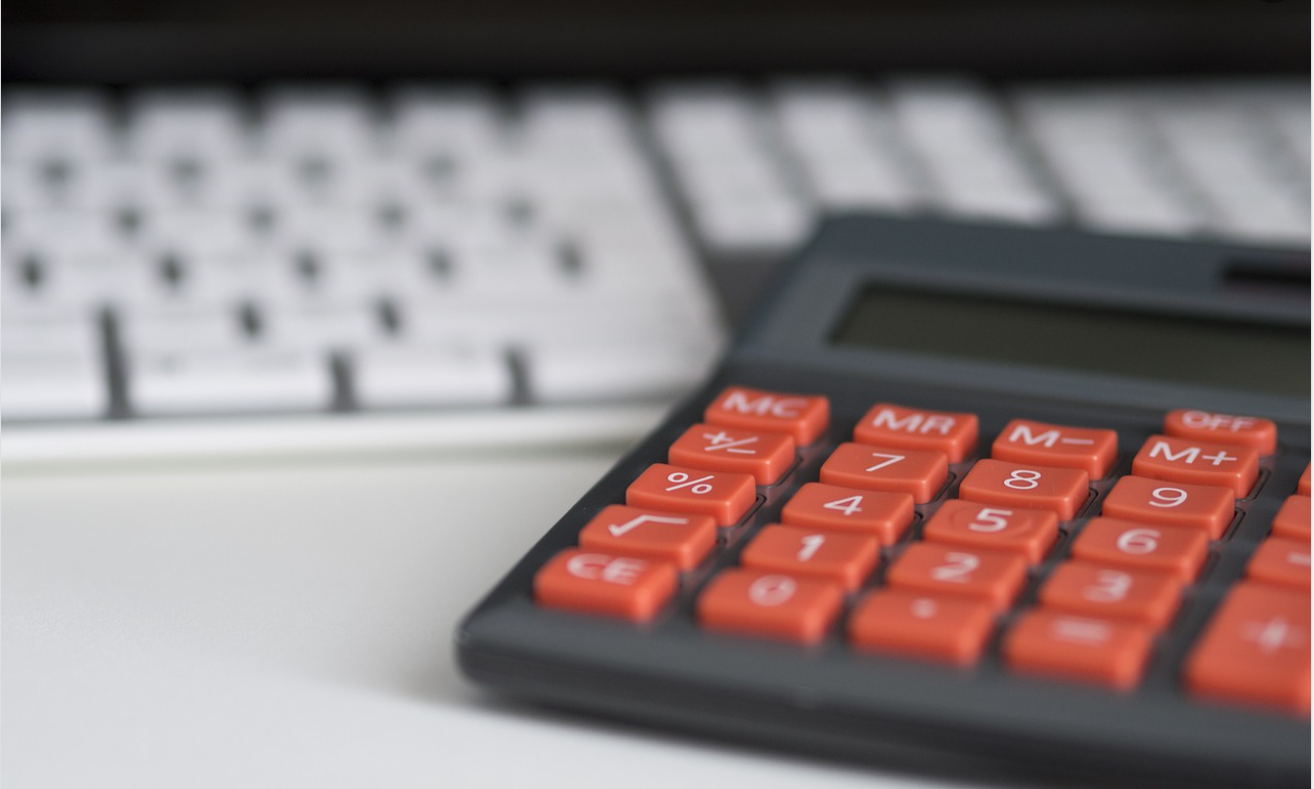 MC MR M− OFF
+/− 7 8 M+
% 4 5 9
√ 1 2 6
CE 0 . 3
= +